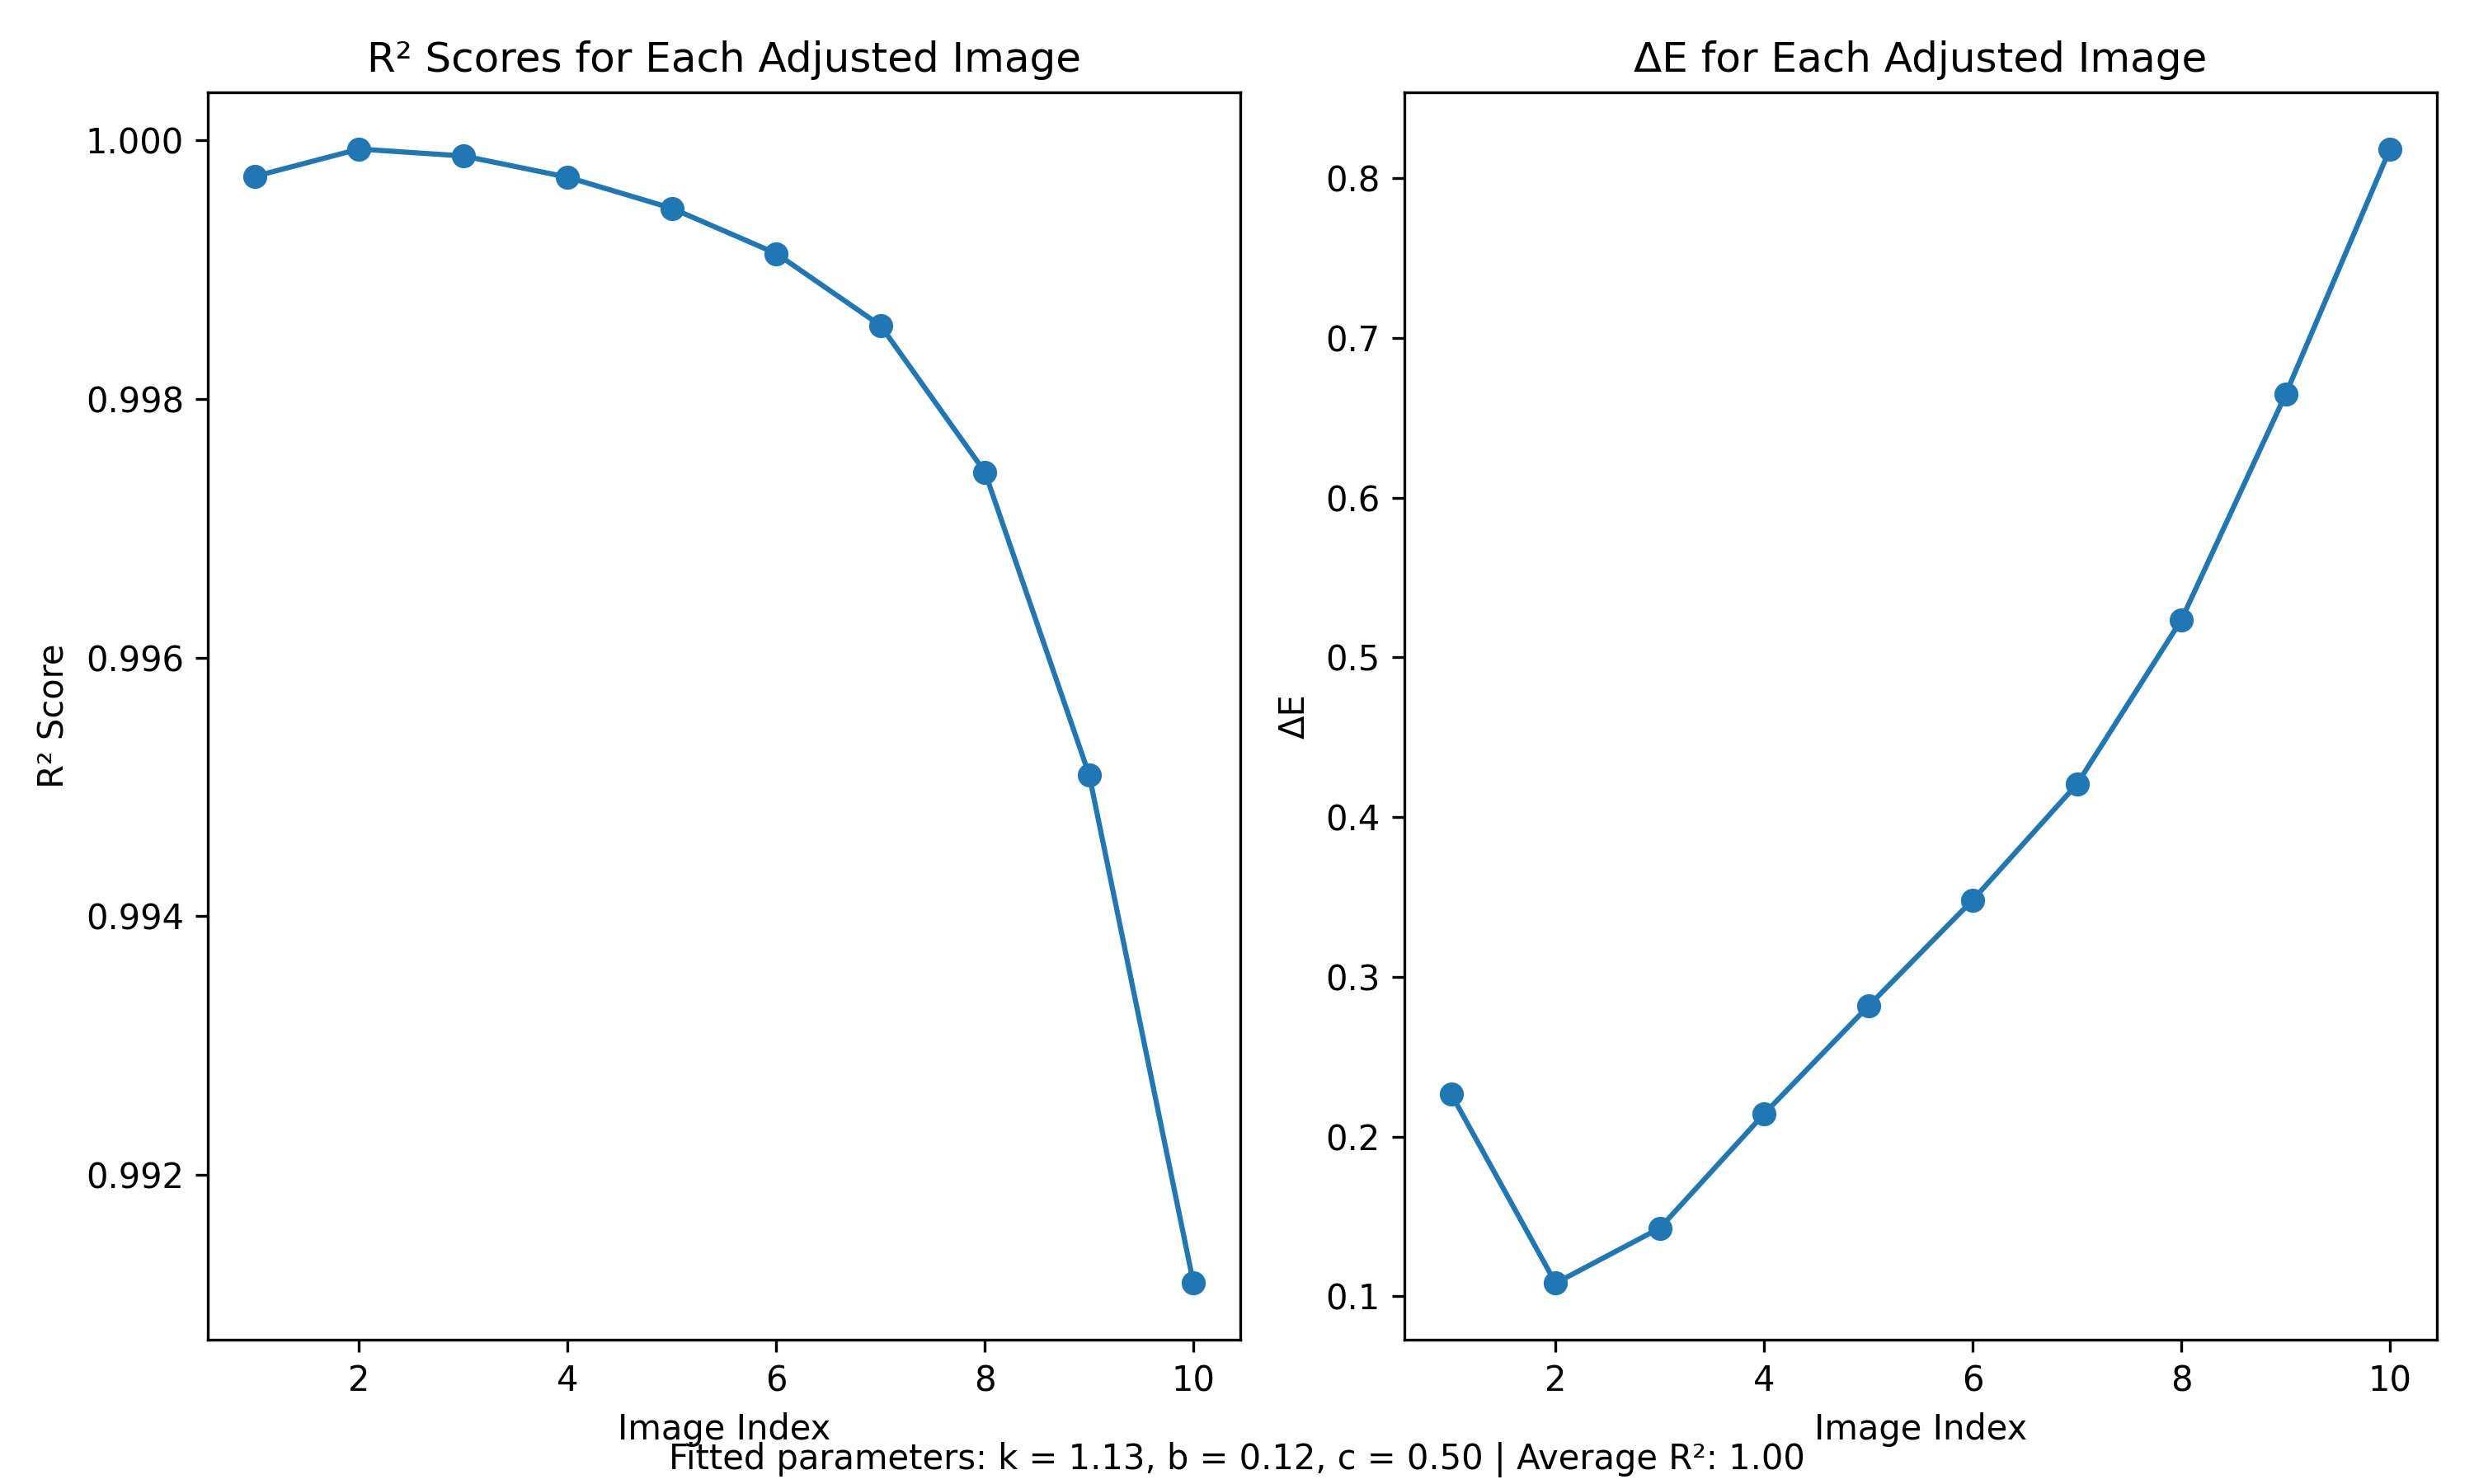 R² Scores for Each Adjusted Image
1.000
0.998
0.996
0.994
0.992
R² Score
2 4 6 8 10
Image Index
ΔE for Each Adjusted Image
0.8
0.7
0.6
0.5
0.4
0.3
0.2
0.1
ΔE
2 4 6 8 10
Image Index
Fitted parameters: k = 1.13, b = 0.12, c = 0.50 | Average R²: 1.00